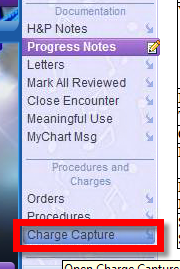 Documentation
H&P Notes
Progress Notes
Letters
Mark All Reviewed
Close Encounter
Meaningful Use
MyChart Msg
Procedures and
Charges
Orders
Procedures
Charge Capture
Open Charge Capture